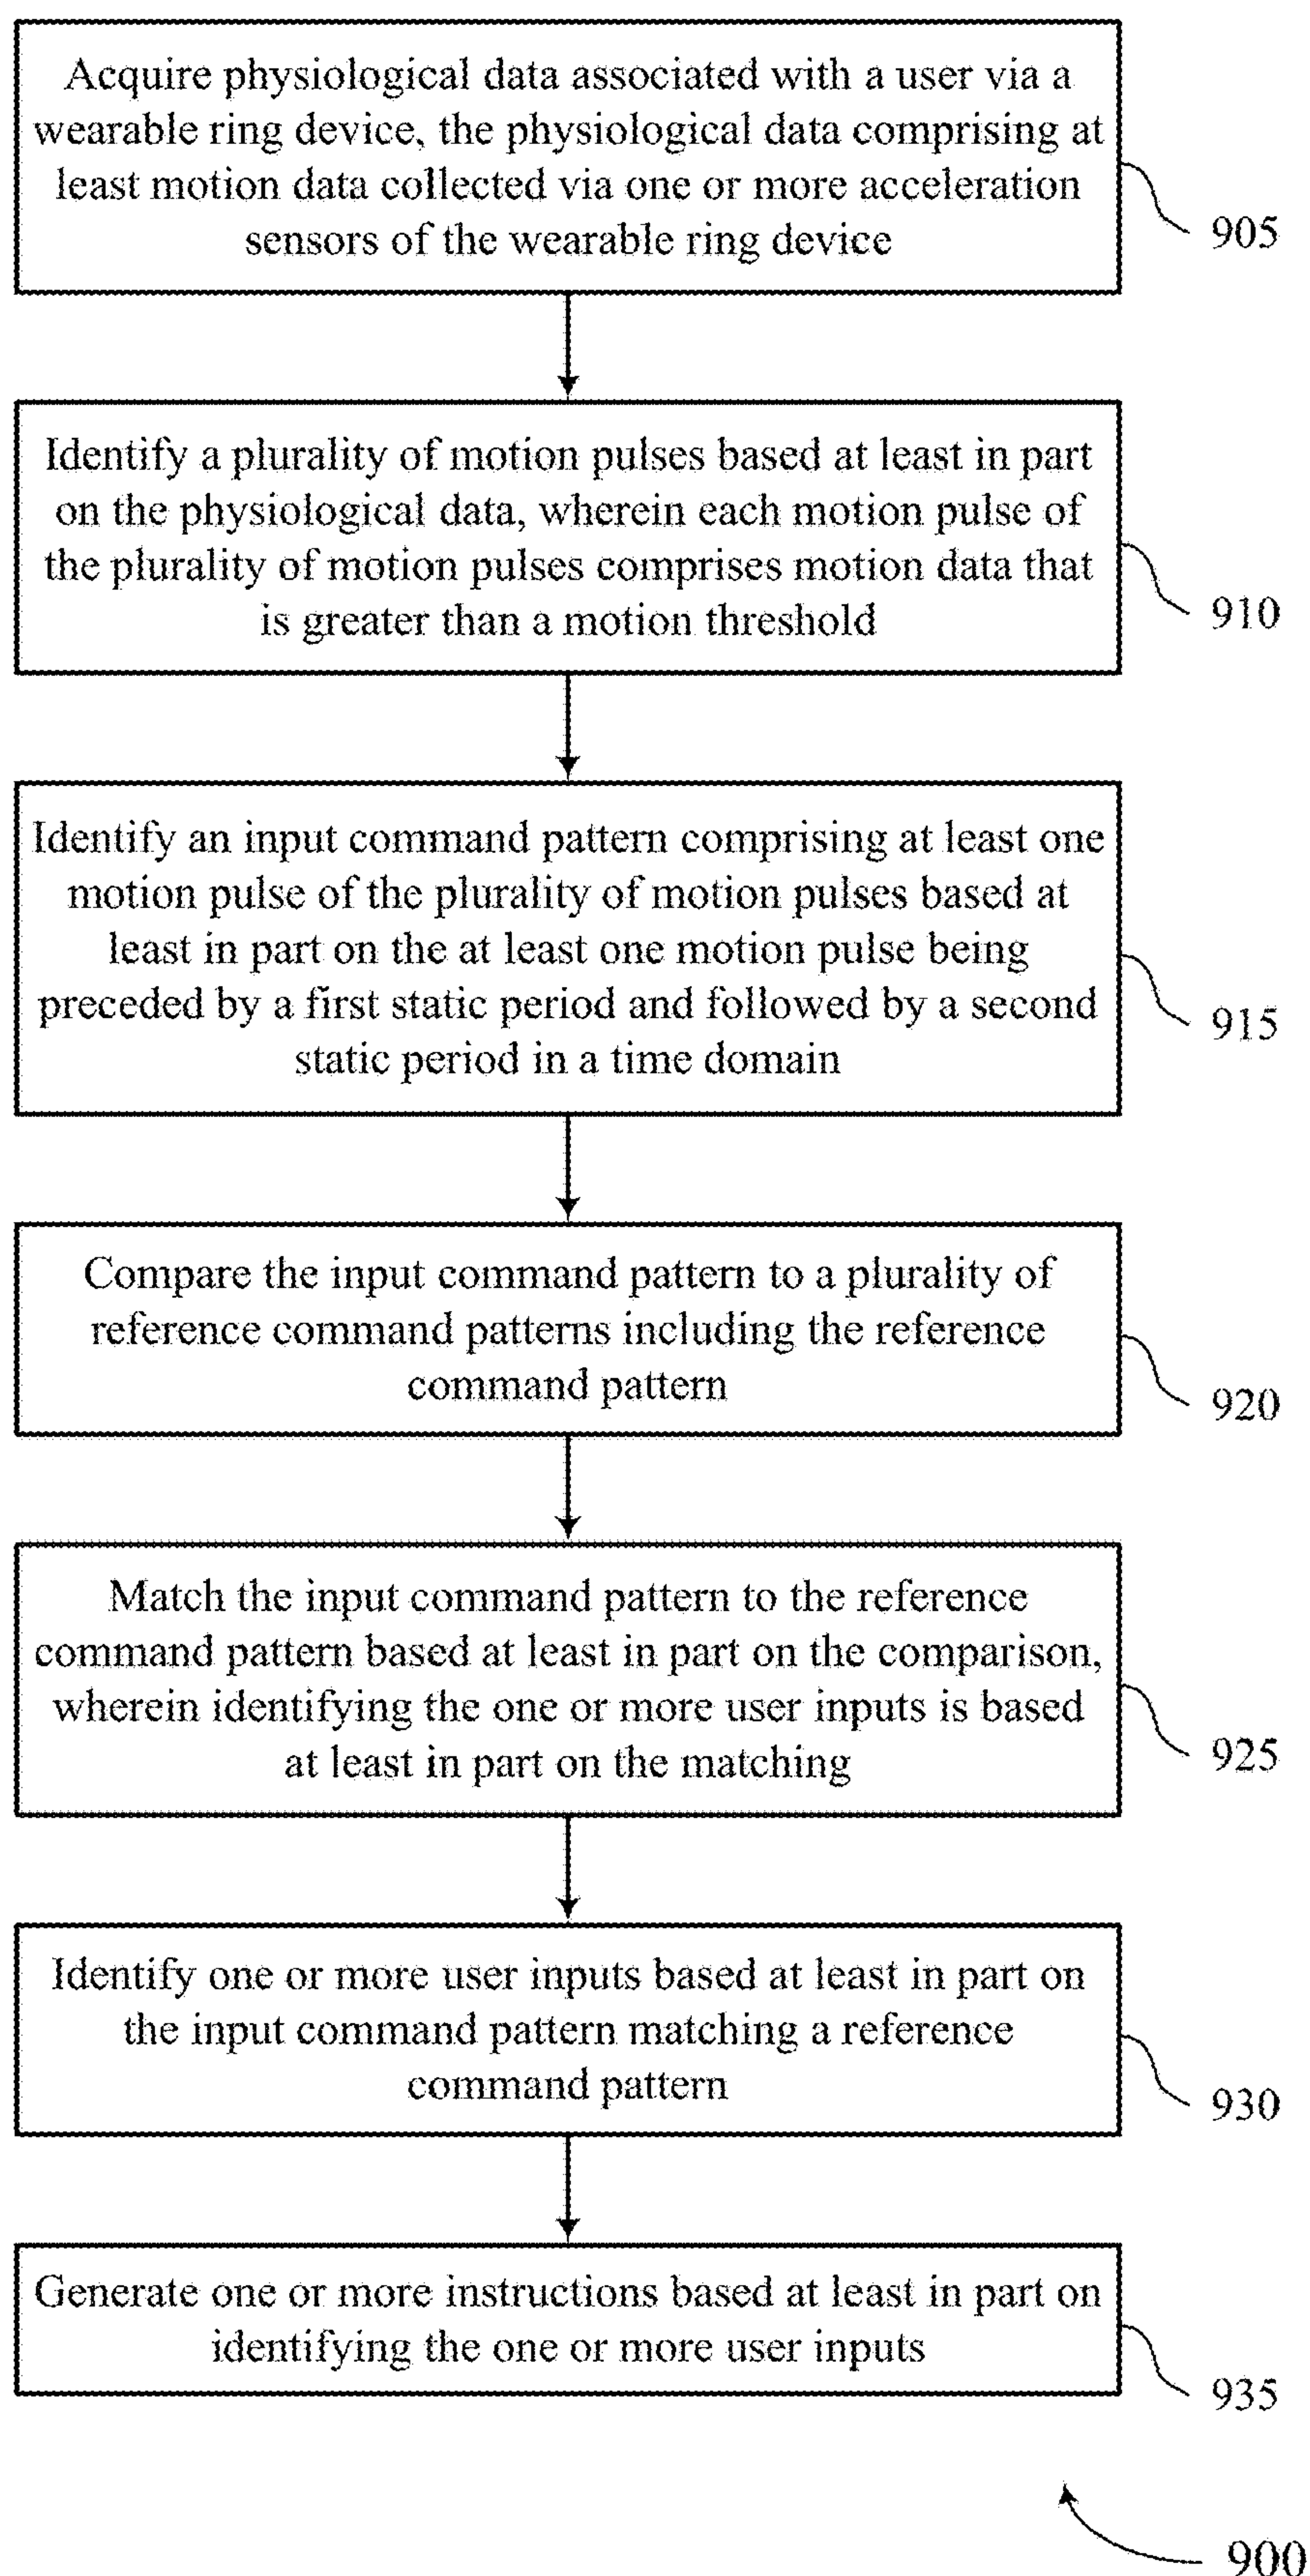 Acquire physiological data associated with a user via a
wearable ring device, the physiological data comprising at
least motion data collected via one or more acceleration
sensors of the wearable ring device
905
Identify a plurality of motion pulses based at least in part
on the physiological data, wherein each motion pulse of
the plurality of motion pulses comprises motion data that
is greater than a motion threshold
910
Identify an input command pattern comprising at least one
motion pulse of the plurality of motion pulses based at
least in part on the at least one motion pulse being
preceded by a first static period and followed by a second
static period in a time domain
915
Compare the input command pattern to a plurality of
reference command patterns including the reference
command pattern
920
Match the input command pattern to the reference
command pattern based at least in part on the comparison,
wherein identifying the one or more user inputs is based
at least in part on the matching
925
Identify one or more user inputs based at least in part on
the input command pattern matching a reference
command pattern
930
Generate one or more instructions based at least in part on
identifying the one or more user inputs
935
900